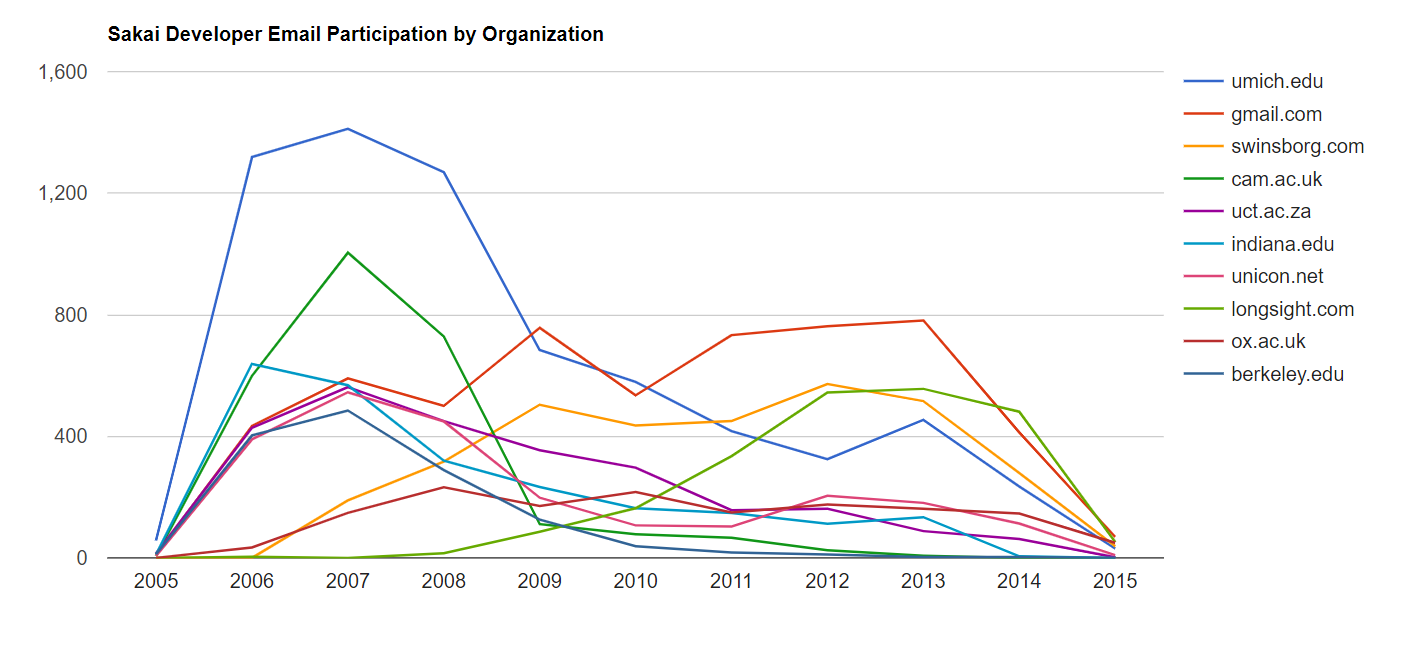 Sakai Developer Email Participation by Organization
1,600
1,200
800
400
0
2005 2006 2007 2008 2009 2010 2011 2012 2013 2014 2015
umich.edu
gmail.com
swinsborg.com
cam.ac.uk
uct.ac.za
indiana.edu
unicon.net
longsight.com
ox.ac.uk
berkeley.edu